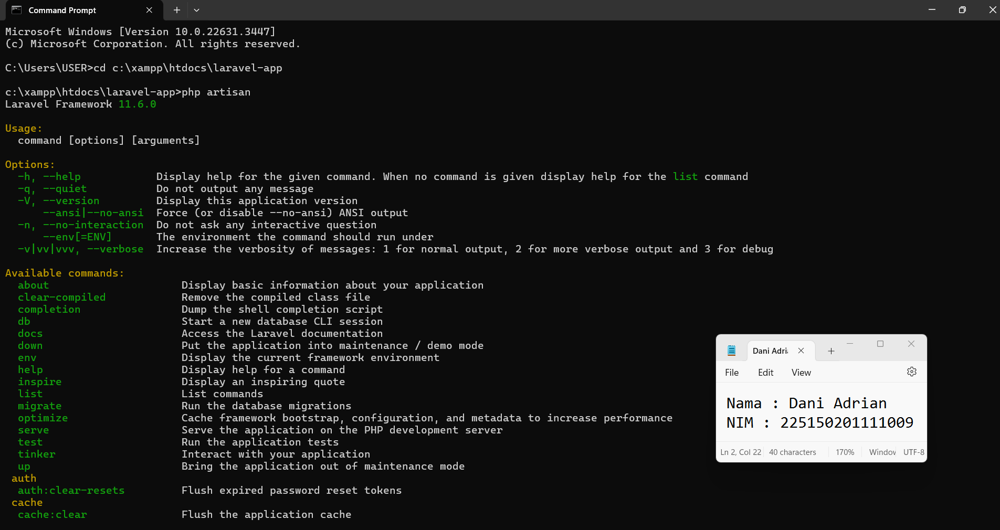 Command Prompt
Microsoft Windows [Version 10.0.22631.3447]
(c) Microsoft Corporation. All rights reserved.
C:\Users\USER>cd c:\xampp\htdocs\laravel-app
c:\xampp\htdocs\laravel-app>php artisan
Laravel Framework 11.6.0
Usage:
command [options] [arguments]
Options:
-h, --help Display help for the given command. When no command is given display help for the list command
-q, --quiet Do not output any message
-V, --version Display this application version
--ansi|--no-ansi Force (or disable --no-ansi) ANSI output
-n, --no-interaction Do not ask any interactive question
--env[=ENV] The environment the command should run under
-v|vv|vvv, --verbose Increase the verbosity of messages: 1 for normal output, 2 for more verbose output and 3 for debug
Available commands:
about Display basic information about your application
clear-compiled Remove the compiled class file
completion Dump the shell completion script
db Start a new database CLI session
docs Access the Laravel documentation
down Put the application into maintenance / demo mode
env Display the current framework environment
help Display help for a command
inspire Display an inspiring quote
list List commands
migrate Run the database migrations
optimize Cache framework bootstrap, configuration, and metadata to increase performance
serve Serve the application on the PHP development server
test Run the application tests
tinker Interact with your application
up Bring the application out of maintenance mode
auth
auth:clear-resets Flush expired password reset tokens
cache
cache:clear Flush the application cache
Dani Adri
File Edit View
Nama : Dani Adrian
NIM : 225150201111009
Ln 2, Col 22 40 characters 170% Window UTF-8